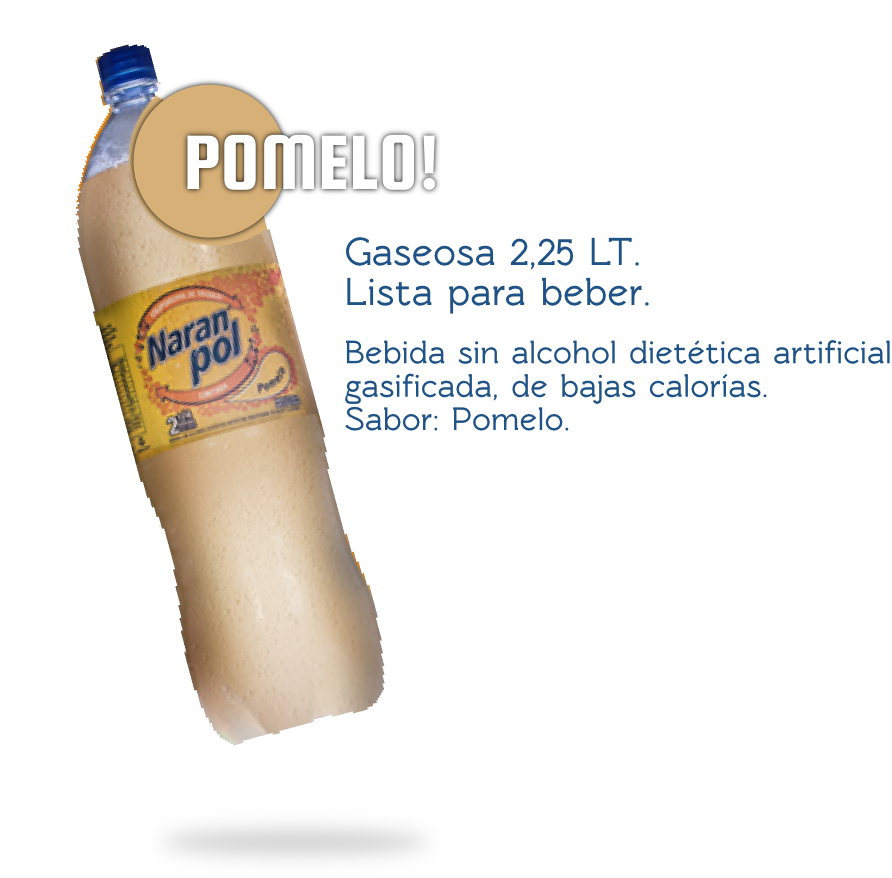 POMELO!
Gaseosa 2,25 LT.
Lista para beber.
Bebida sin alcohol dietética artificial
gasificada, de bajas calorías.
Sabor: Pomelo.
Naran
pol
Pomelo